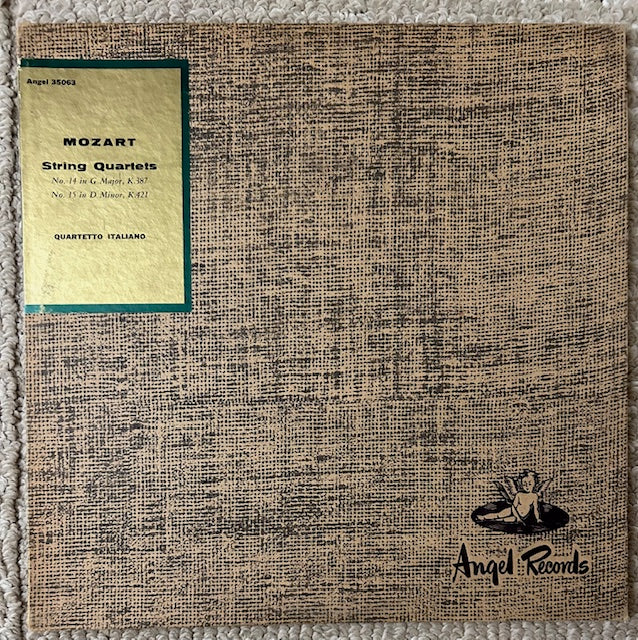 Angel 35063
MOZART
String Quartets
No. 14 in G Major, K.387
No. 15 in D Minor, K.421
QUARTETTO ITALIANO
Angel Records